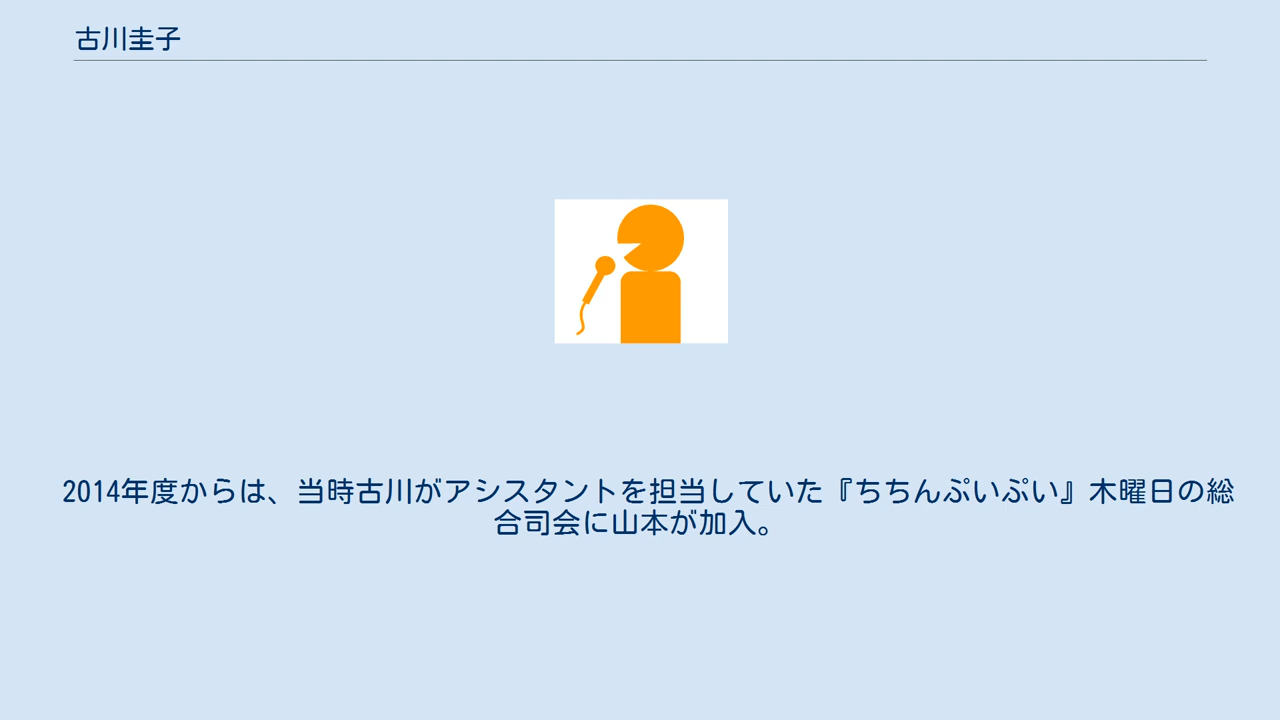 古川圭子
2014年度からは、当時古川がアシスタントを担当していた『ちちんぷいぷい』木曜日の総
合司会に山本が加入。